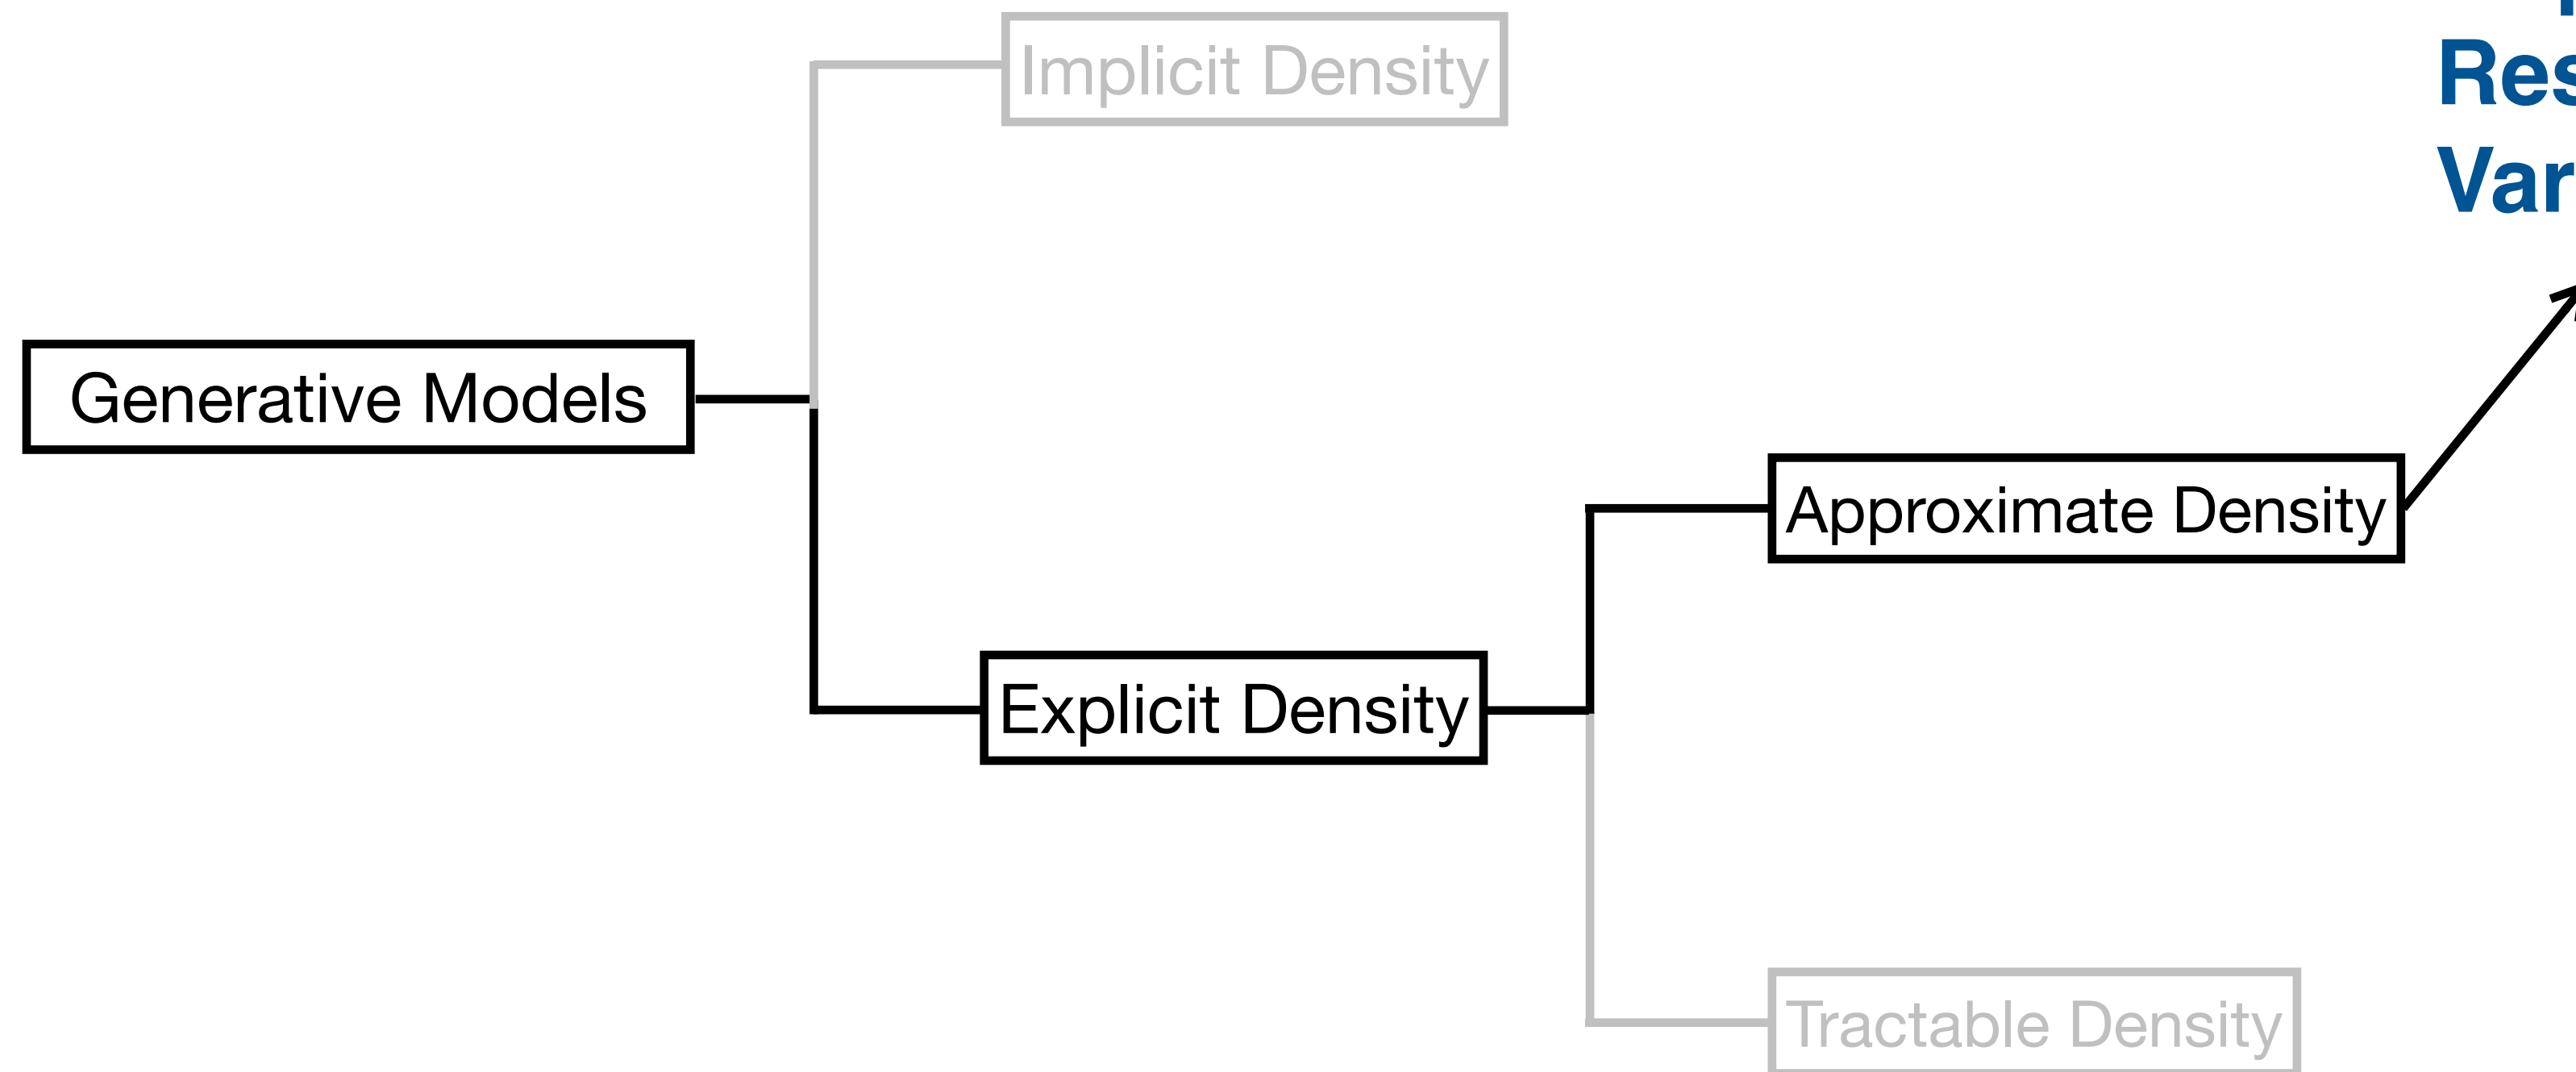 Implicit Density
Generative Models
Approximate Density
Explicit Density
Tractable Density